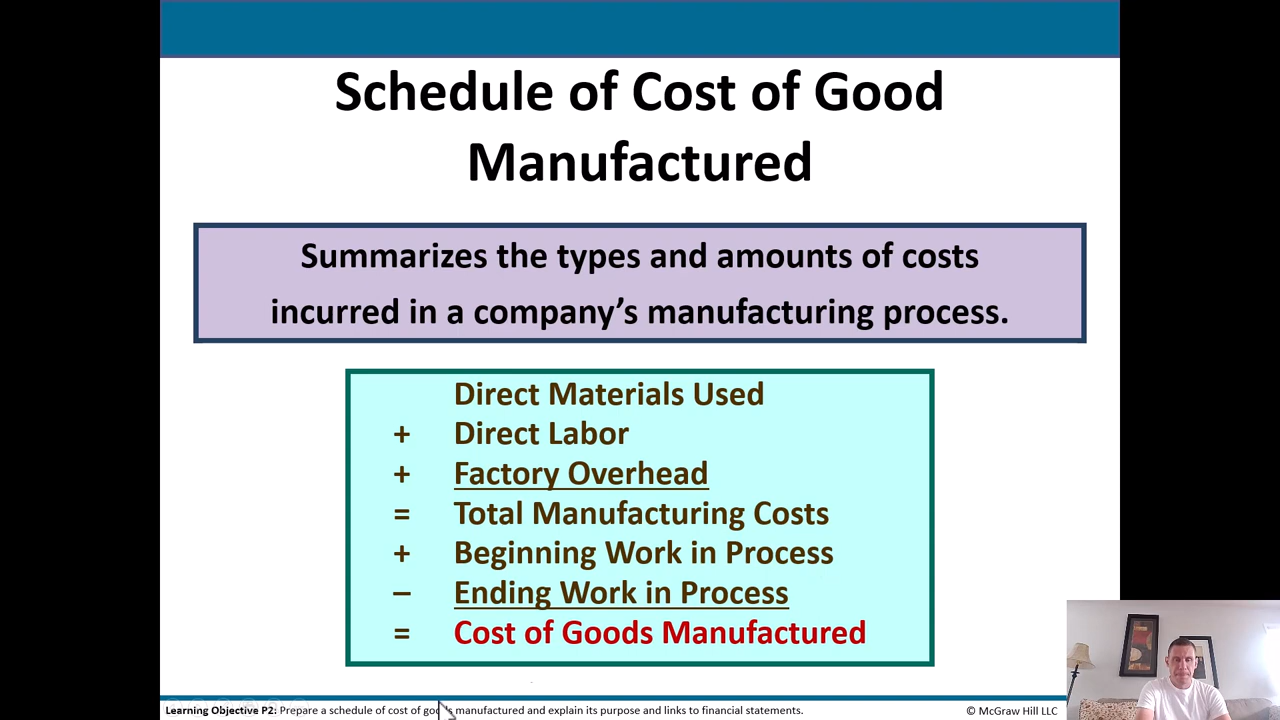 Schedule of Cost of Good
Manufactured
Summarizes the types and amounts of costs
incurred in a company’s manufacturing process.
Direct Materials Used
+ Direct Labor
+ Factory Overhead
= Total Manufacturing Costs
+ Beginning Work in Process
– Ending Work in Process
= Cost of Goods Manufactured
Learning Objective P2: Prepare a schedule of cost of goods manufactured and explain its purpose and links to financial statements.
© McGraw Hill LLC